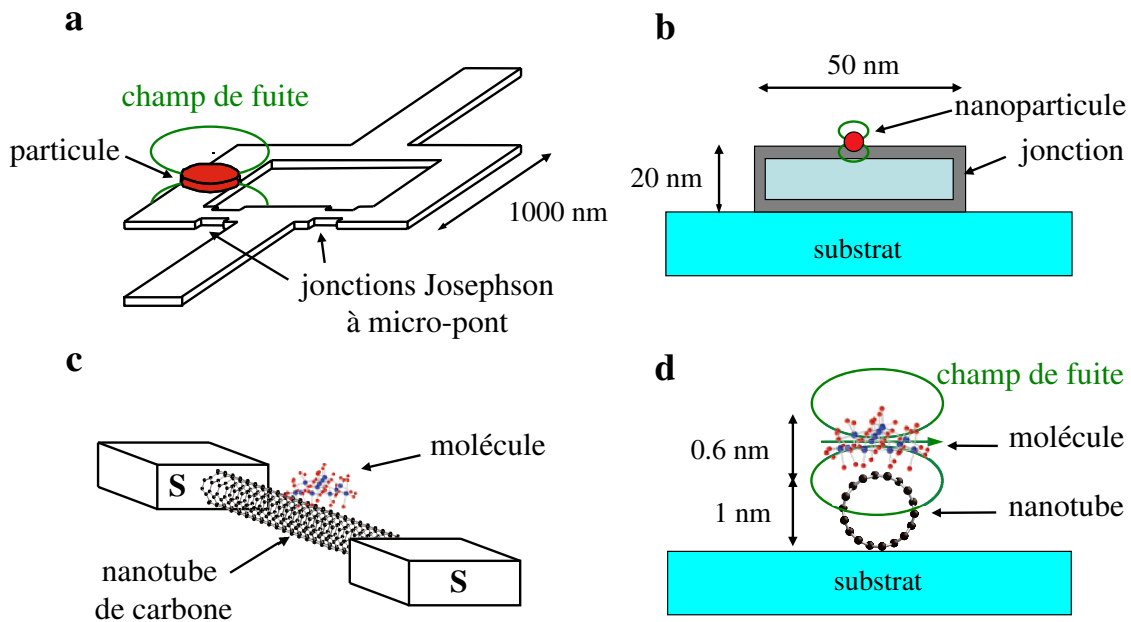 a
champ de fuite
particule
1000 nm
jonctions Josephson
à micro-pont
b
50 nm
nanoparticule
jonction
20 nm
substrat
c
molécule
S
S
nanotube
de carbone
d
champ de fuite
0.6 nm
molécule
1 nm
nanotube
substrat